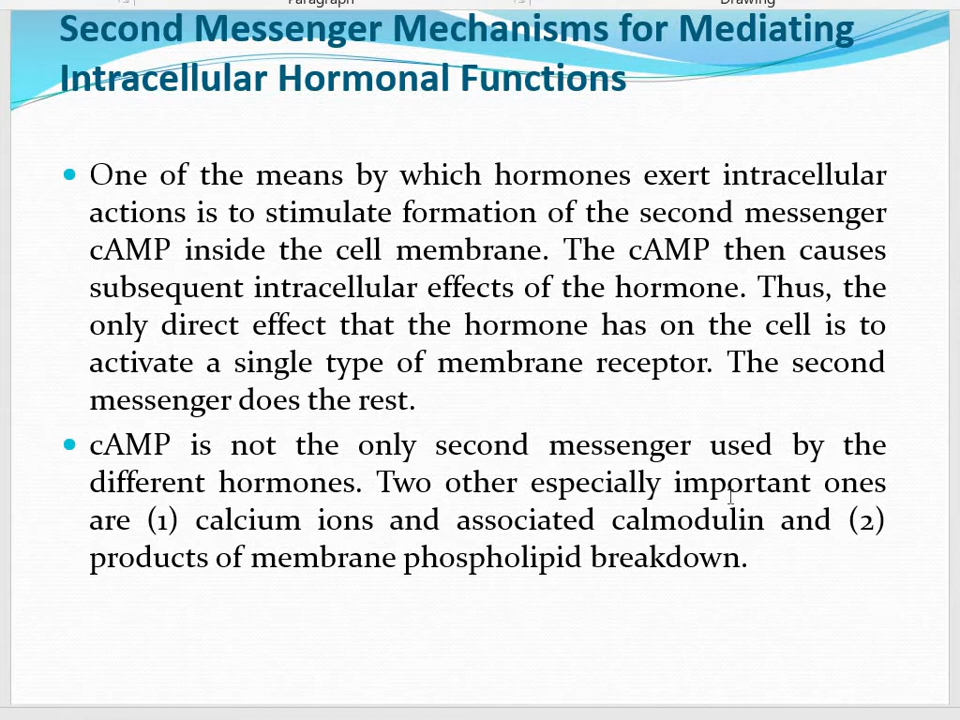 Paragraph
Drawing
Second Messenger Mechanisms for Mediating
Intracellular Hormonal Functions
• One of the means by which hormones exert intracellular
actions is to stimulate formation of the second messenger
cAMP inside the cell membrane. The cAMP then causes
subsequent intracellular effects of the hormone. Thus, the
only direct effect that the hormone has on the cell is to
activate a single type of membrane receptor. The second
messenger does the rest.
• cAMP is not the only second messenger used by the
different hormones. Two other especially important ones
are (1) calcium ions and associated calmodulin and (2)
products of membrane phospholipid breakdown.